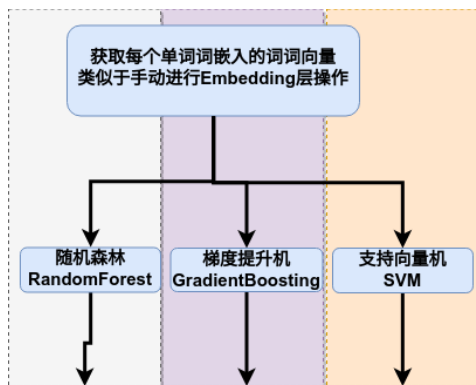 获取每个单词词嵌入的词词向量
类似于手动进行Embedding层操作
随机森林
RandomForest
梯度提升机
GradientBoosting
支持向量机
SVM